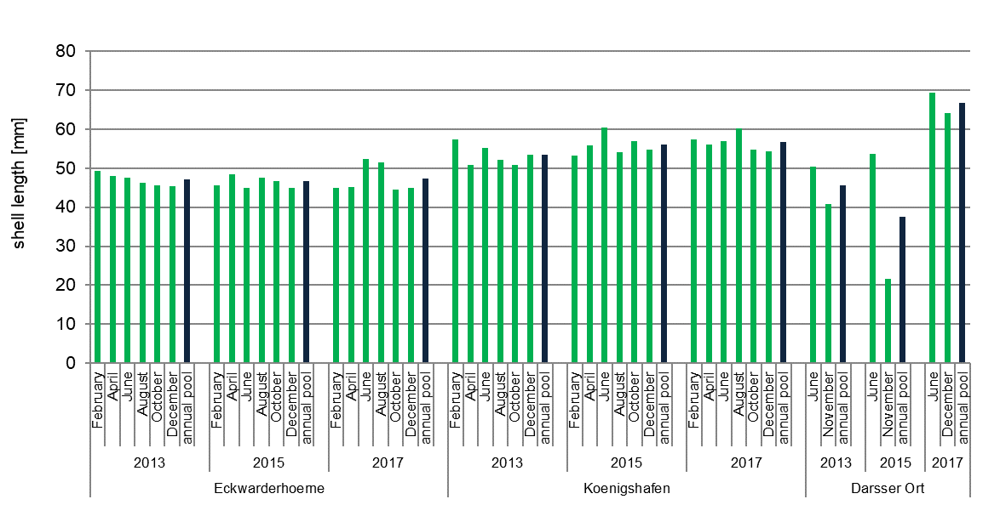 80
70
60
50
40
30
20
10
0
shell length [mm]
February
April
June
August
October
December
annual pool
February
April
June
August
October
December
annual pool
February
April
June
August
October
December
annual pool
February
April
June
August
October
December
annual pool
February
April
June
August
October
December
annual pool
February
April
June
August
October
December
annual pool
June
November
annual pool
June
November
annual pool
June
December
annual pool
2013 2015 2017 2013 2015 2017 2013 2015 2017
Eckwarderhoerne Koenigshafen Darsser Ort